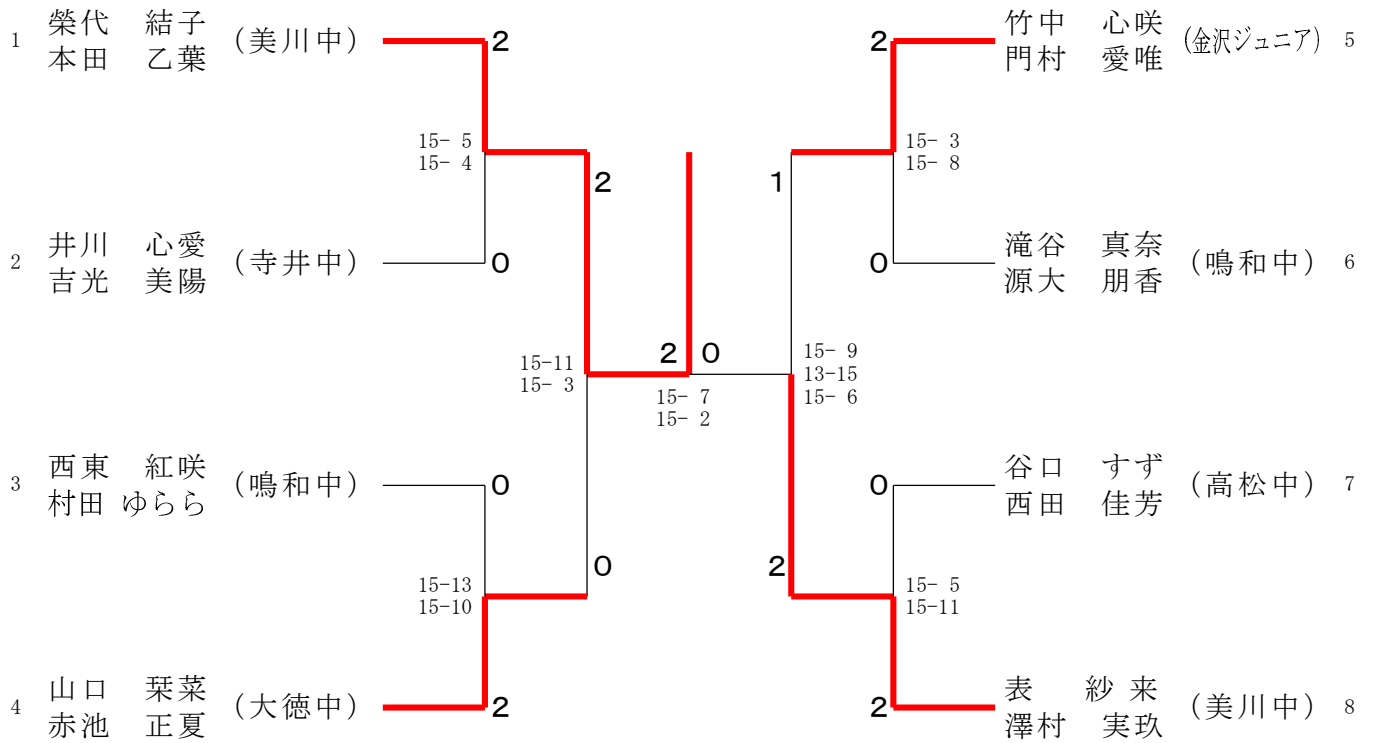 1 榮代 結子 (美川中) 2
本田 乙葉
15- 5
15- 4
2
2 井川 心愛 (寺井中) 0
吉光 美陽
15-11
15- 3
2 0
15- 7
15- 2
3 西東 紅咲 (鳴和中) 0
村田 ゆらら
15-13
15-10
0
4 山口 栞菜 (大徳中) 2
赤池 正夏
2 竹中 心咲 (金沢ジュニア) 5
門村 愛唯
15- 3
15- 8
1
0 滝谷 真奈 (鳴和中) 6
源大 朋香
15- 9
13-15
15- 6
0 谷口 すず (高松中) 7
西田 佳芳
15- 5
15-11
2
2 表 紗来 (美川中) 8
澤村 実玖